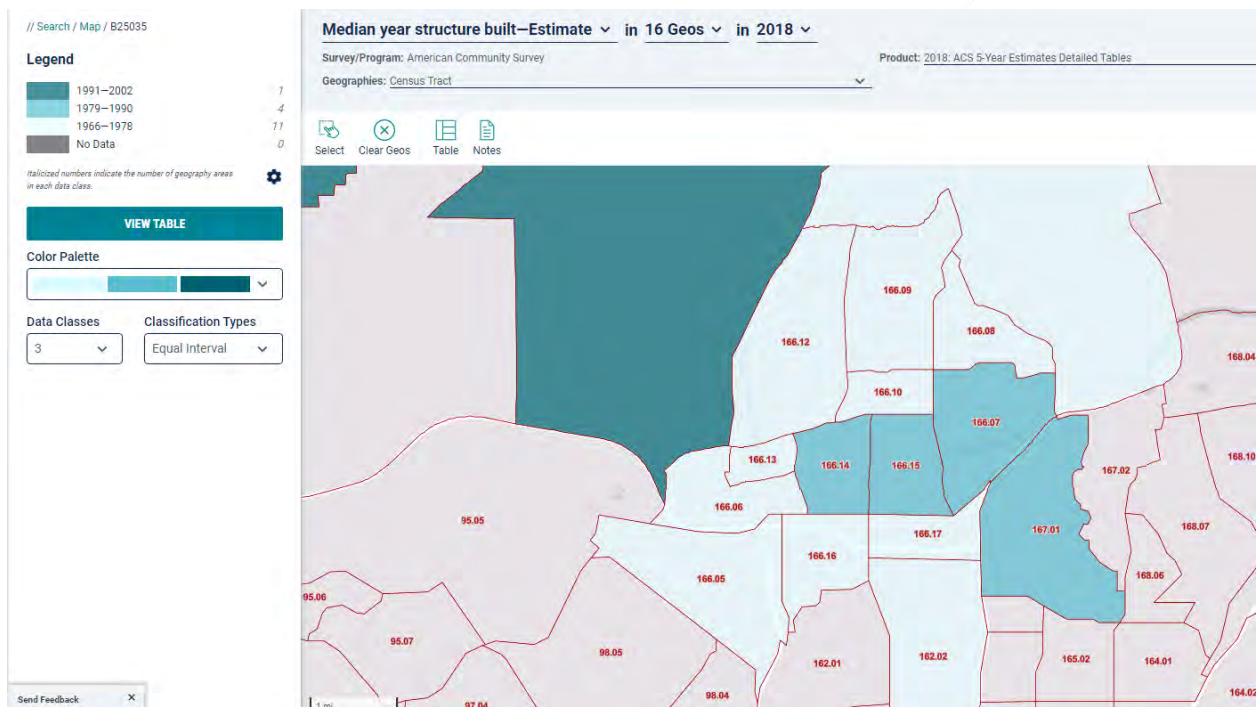 // Search / Map / B25035
Legend
1991—2002 1
1979—1990 4
1966—1978 11
No Data 0
Italicized numbers indicate the number of geography areas
in each data class.
VIEW TABLE
Color Palette
Data Classes Classification Types
3 Equal Interval
Send Feedback ×
Median year structure built—Estimate in 16 Geos in 2018
Survey/Program: American Community Survey Product: 2018: ACS 5-Year Estimates Detailed Tables
Geographies: Census Tract
Select Clear Geos Table Notes
166.09
166.08
166.12
168.04
166.10
166.07
166.13 166.14 166.15 168.10
167.02
166.06
95.05
168.07
167.01
166.17
166.16
166.05 168.06
95.06
95.07
98.05 162.01 162.02 165.02 164.01
98.04 164.02
97.04
1 mi